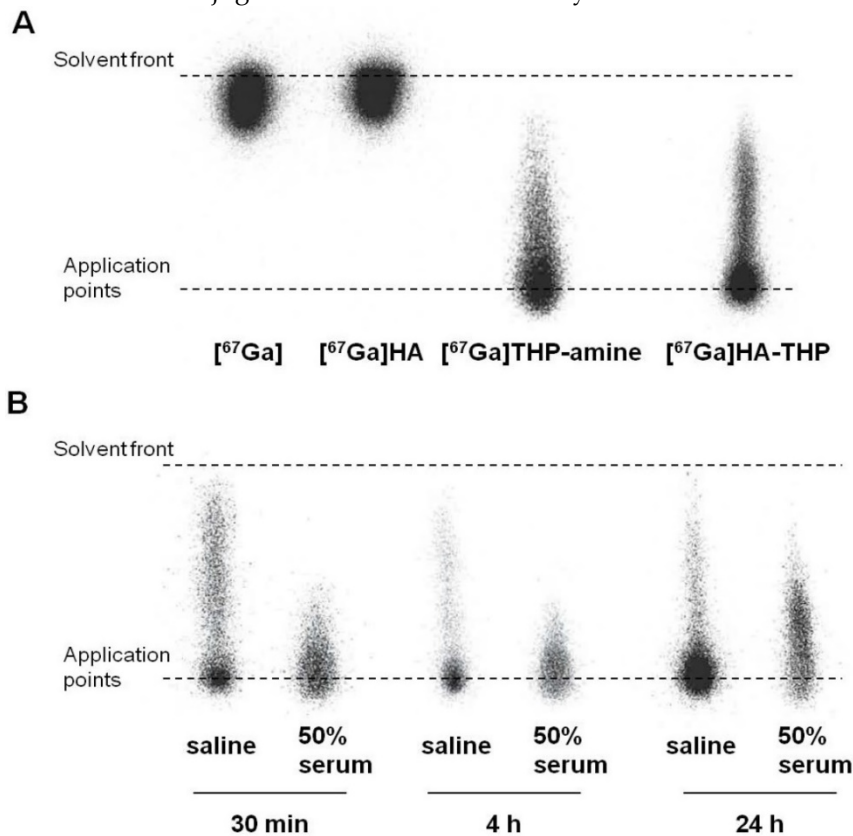 A
Solvent front
Application
points
[⁶⁷Ga] [⁶⁷Ga]HA [⁶⁷Ga]THP-amine [⁶⁷Ga]HA-THP
B
Solvent front
Application
points
saline 50% serum saline 50% serum saline 50% serum
30 min 4 h 24 h